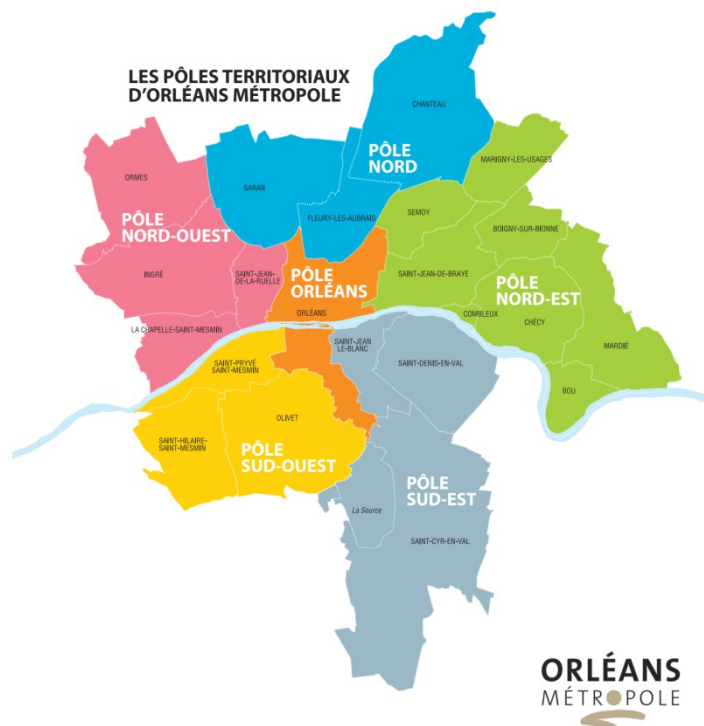 LES PÔLES TERRITORIAUX
D'ORLÉANS MÉTROPOLE
CHANTEAU
PÔLE
NORD
MARIGNY-LES-USAGES
ORMES
SARAN
SEMOY
FLEURY-LES-AUBRAIS
BOIGNY-SUR-BIONNE
PÔLE
NORD-OUEST
INGRÉ
SAINT-JEAN-
DE-LA-RUELLE
PÔLE
ORLÉANS
ORLÉANS
SAINT-JEAN-DE-BRAYE
PÔLE
NORD-EST
COMBLEUX
CHÉCY
MARDIÉ
BOU
LA CHAPELLE-SAINT-MESMIN
SAINT-JEAN
LE-BLANC
SAINT-DENIS-EN-VAL
SAINT-PRYVÉ
SAINT-MESMIN
OLIVET
SAINT-HILAIRE-
SAINT-MESMIN
PÔLE
SUD-OUEST
PÔLE
SUD-EST
La Source
SAINT-CYR-EN-VAL
ORLÉANS
MÉTROPOLE